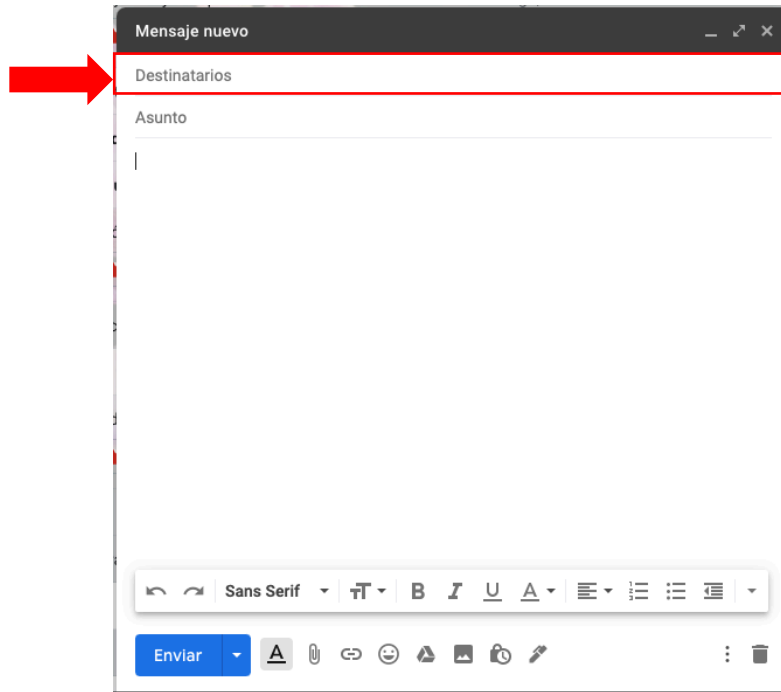 Mensaje nuevo
Destinatarios
Asunto
Sans Serif
Enviar